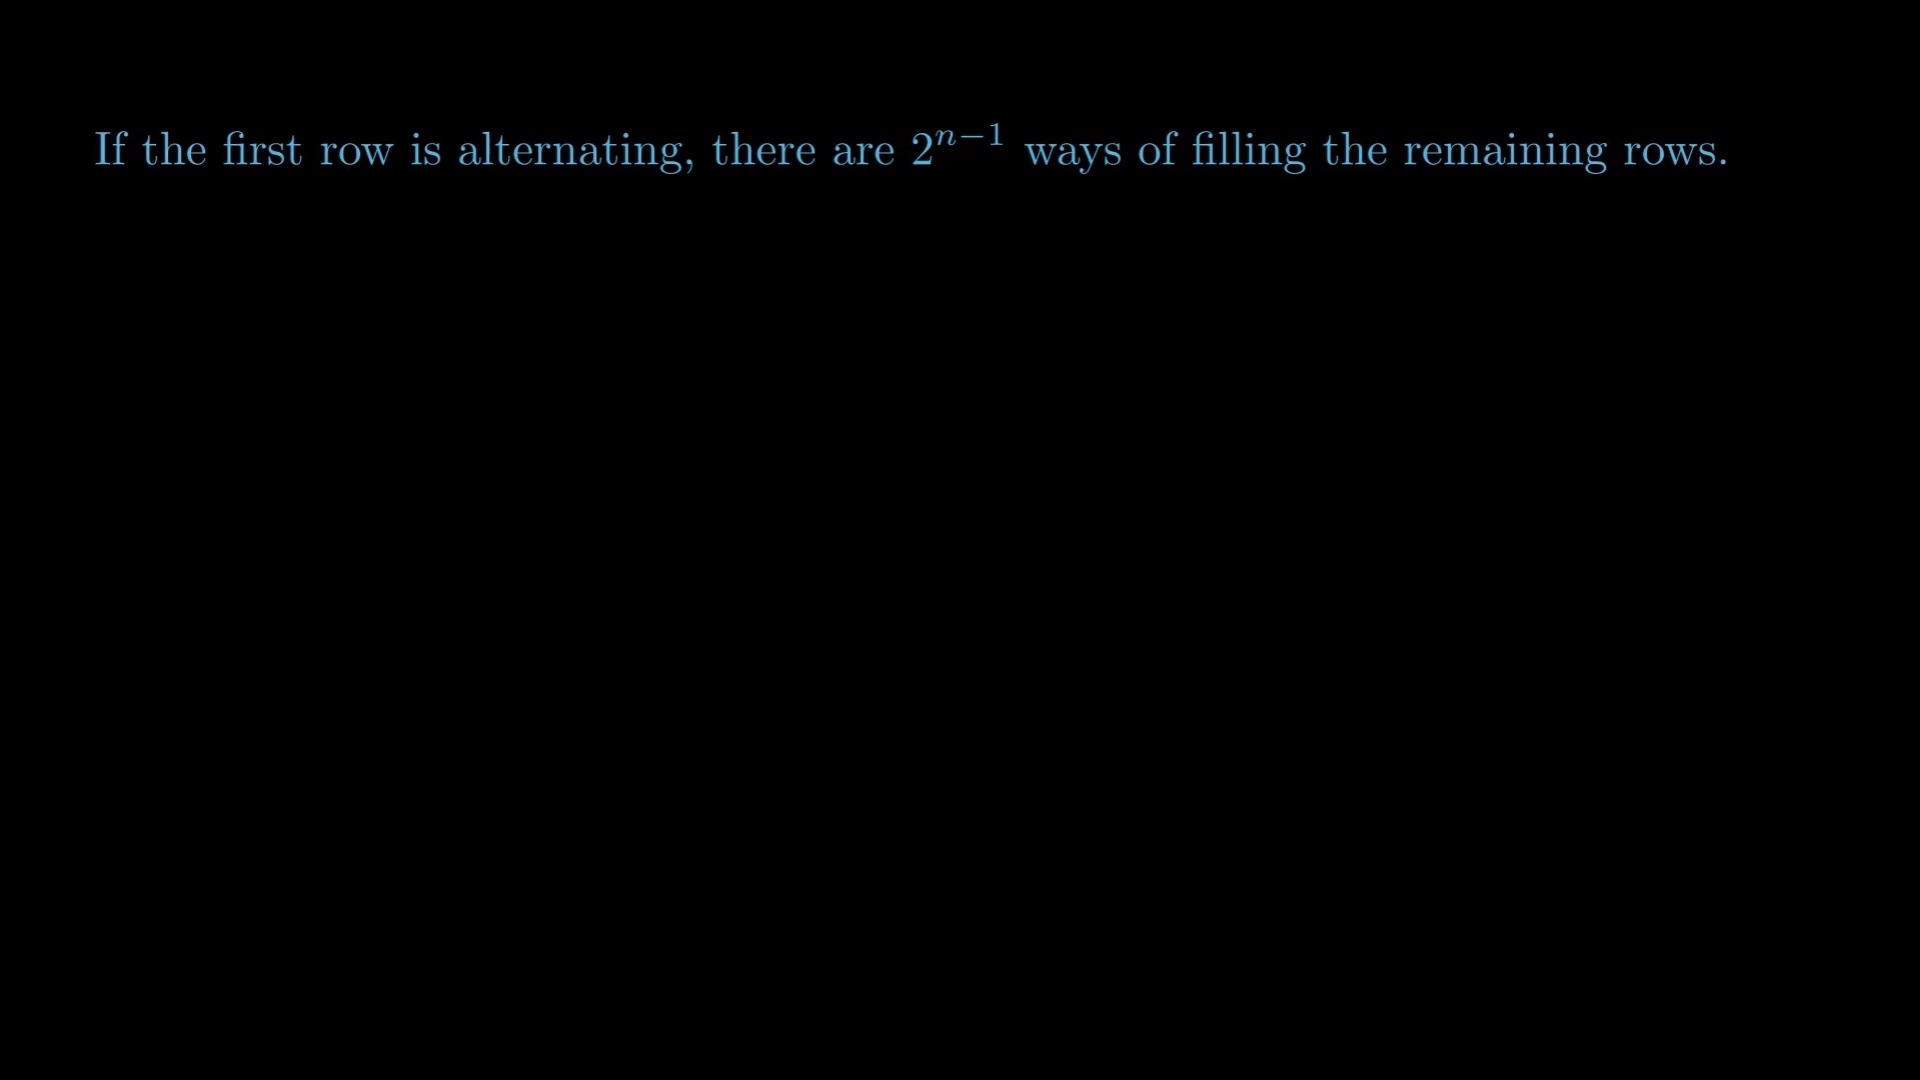 If the first row is alternating, there are $2^{n-1}$ ways of filling the remaining rows.